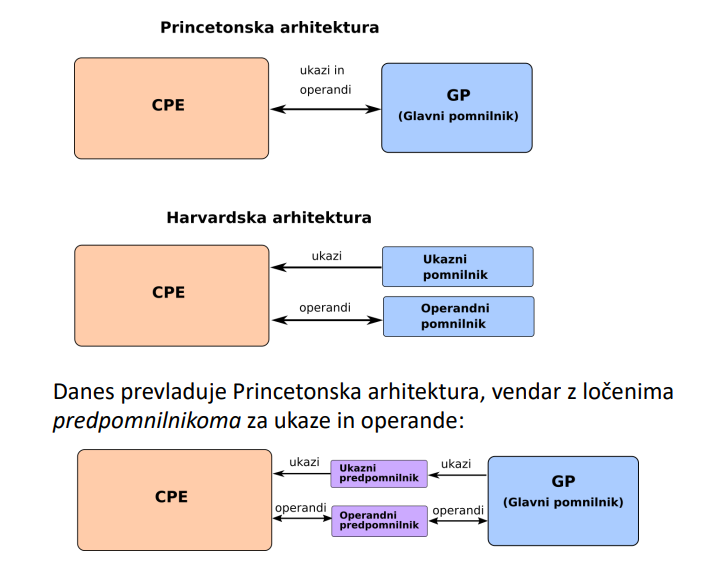 Princetonska arhitektura
ukazi in
operandi
CPE
GP
(Glavni pomnilnik)
Harvardska arhitektura
ukazi
Ukazni
pomnilnik
CPE
operandi
Operandni
pomnilnik
Danes prevladuje Princetonska arhitektura, vendar z ločenima
predpomnilnikoma za ukaze in operande:
CPE
ukazi
Ukazni
predpomnilnik
ukazi
operandi
Operandni
predpomnilnik
operandi
GP
(Glavni pomnilnik)